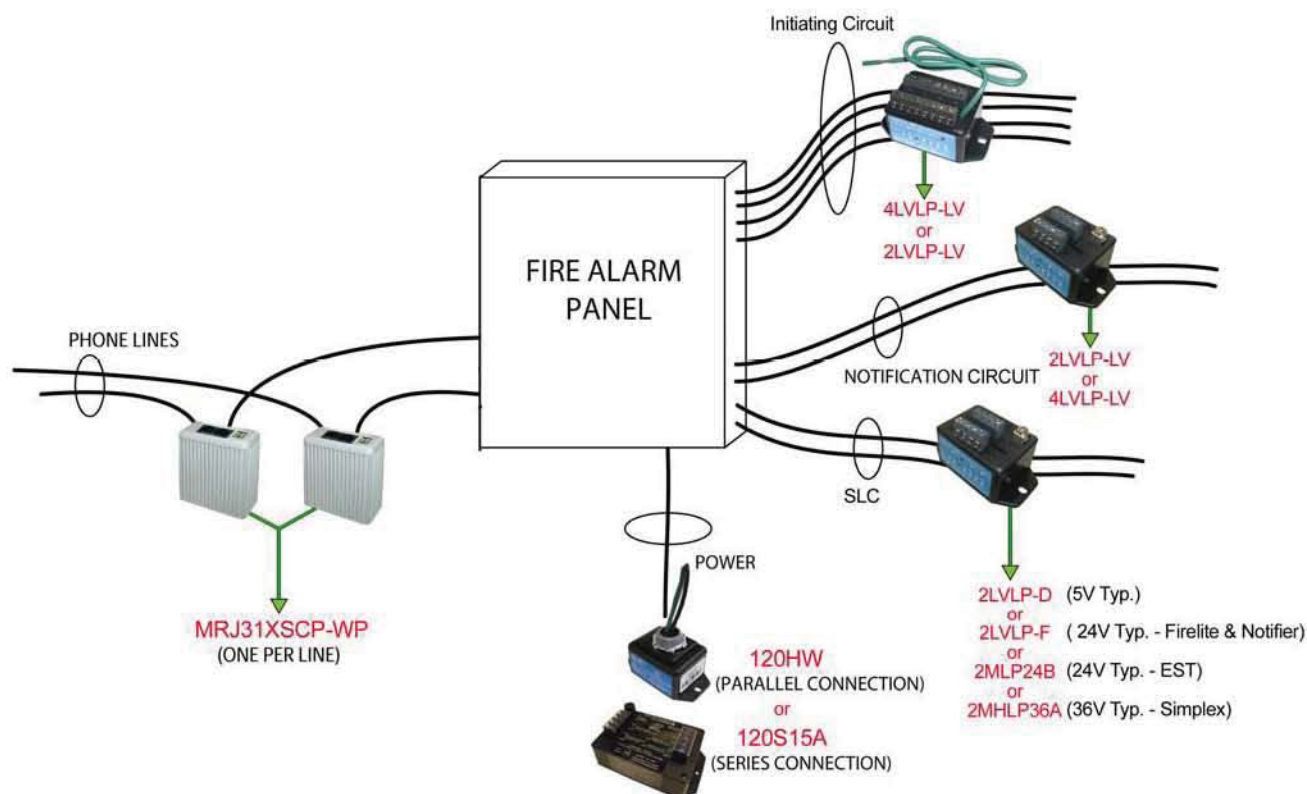 Initiating Circuit
4LVLP-LV
or
2LVLP-LV
FIRE ALARM
PANEL
PHONE LINES
NOTIFICATION CIRCUIT
2LVLP-LV
or
4LVLP-LV
SLC
POWER
MRJ31XSCP-WP
(ONE PER LINE)
120HW
(PARALLEL CONNECTION)
or
120S15A
(SERIES CONNECTION)
2LVLP-D (5V Typ.)
or
2LVLP-F ( 24V Typ. - Firelite & Notifier)
or
2MLP24B (24V Typ. - EST)
or
2MHLP36A (36V Typ. - Simplex)